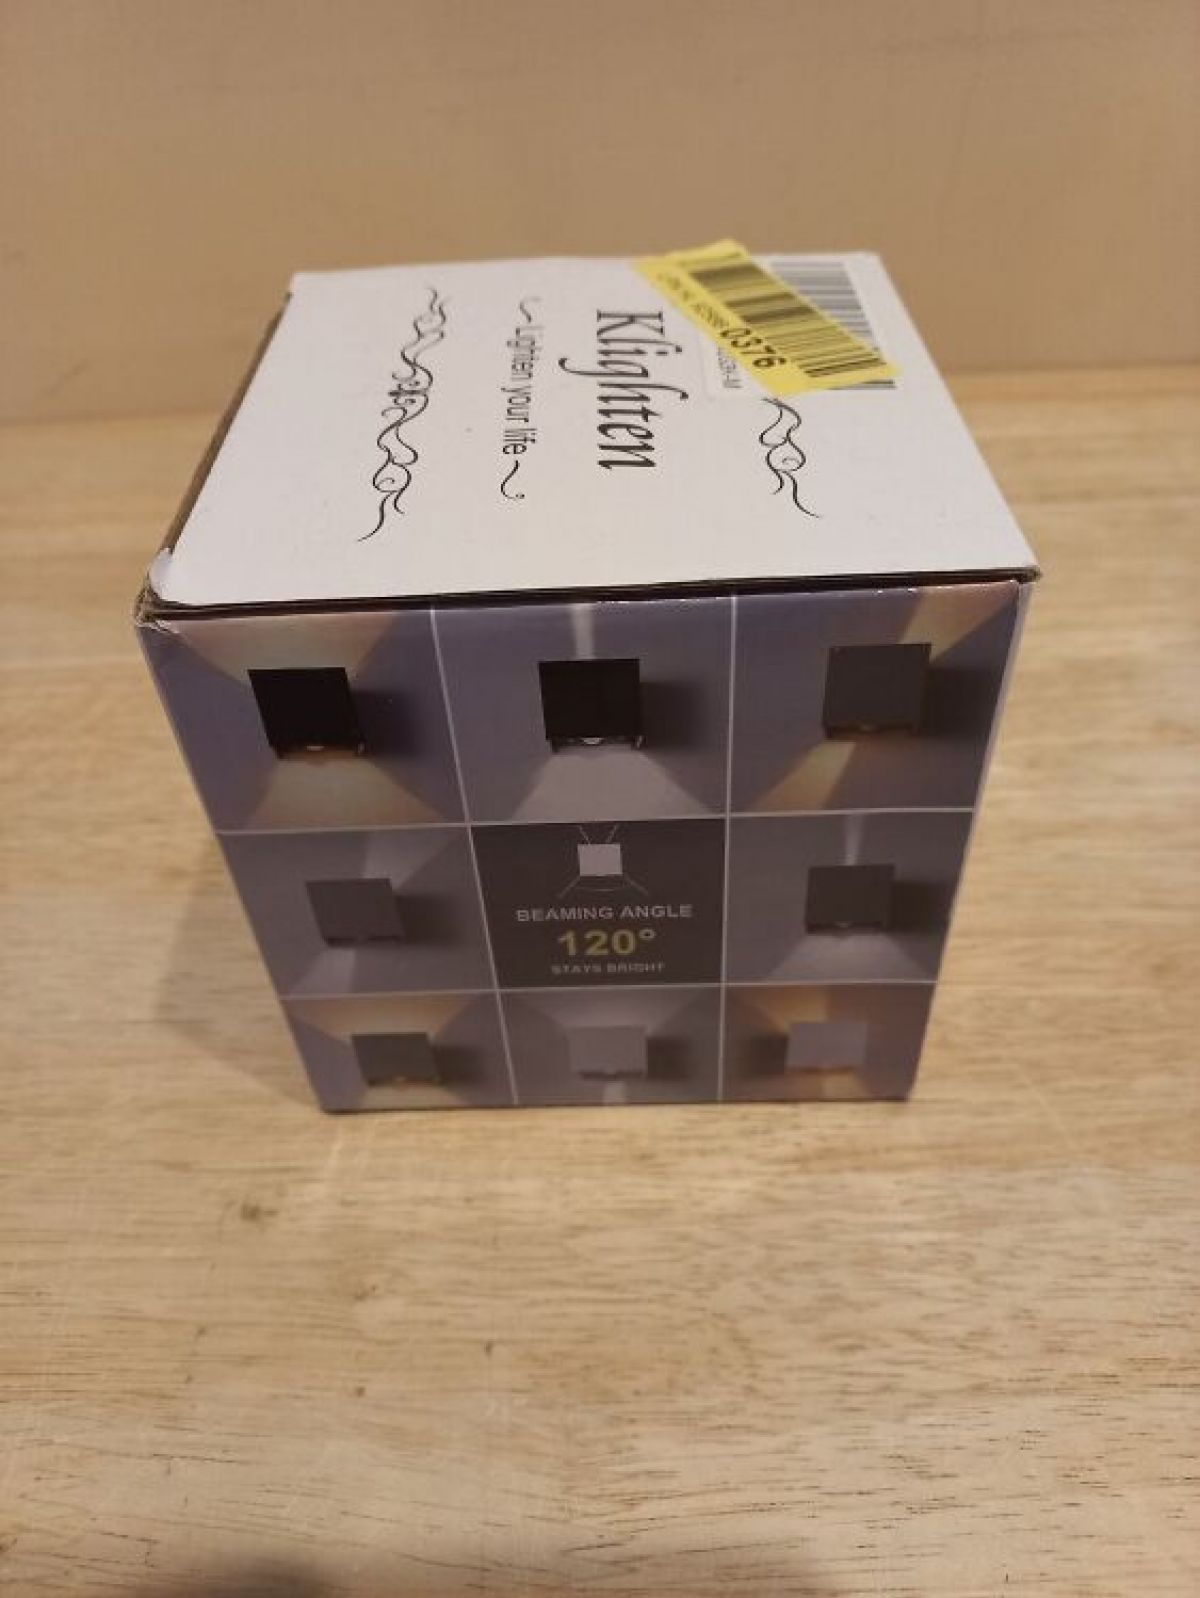 Klighten
Lighten your life
0376
BEAMING ANGLE
120°
STAYS BRIGHT